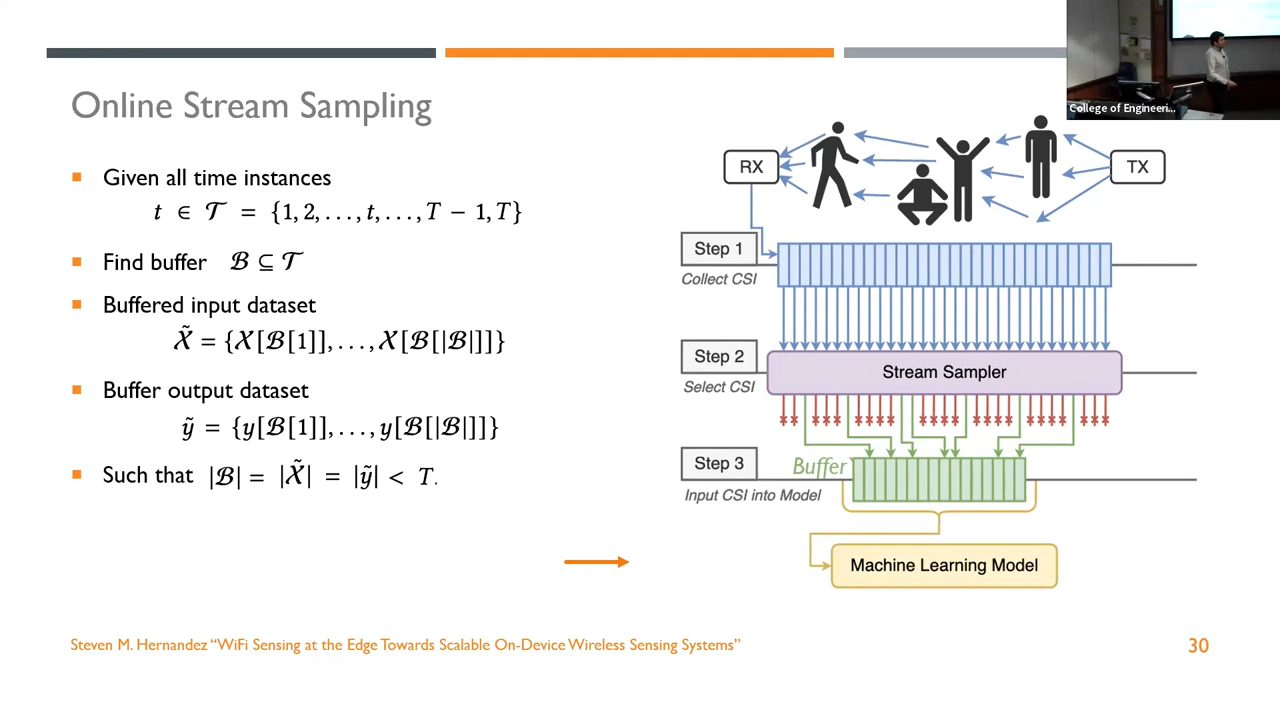 College of Engineeri...
Online Stream Sampling
Given all time instances
t ∈ 𝒯 = {1, 2, . . . , t, . . . , T − 1, T}
Find buffer ℬ ⊆ 𝒯
Buffered input dataset
𝒳̃ = {𝒳[ℬ[1]], . . . , 𝒳[ℬ[|ℬ|]]}
Buffer output dataset
ỹ = {y[ℬ[1]], . . . , y[ℬ[|ℬ|]]}
Such that |ℬ| = |𝒳̃| = |ỹ| < T.
RX
TX
Step 1
Collect CSI
Step 2
Select CSI
Stream Sampler
Step 3
Input CSI into Model
Buffer
Machine Learning Model
Steven M. Hernandez “WiFi Sensing at the Edge Towards Scalable On-Device Wireless Sensing Systems”
30